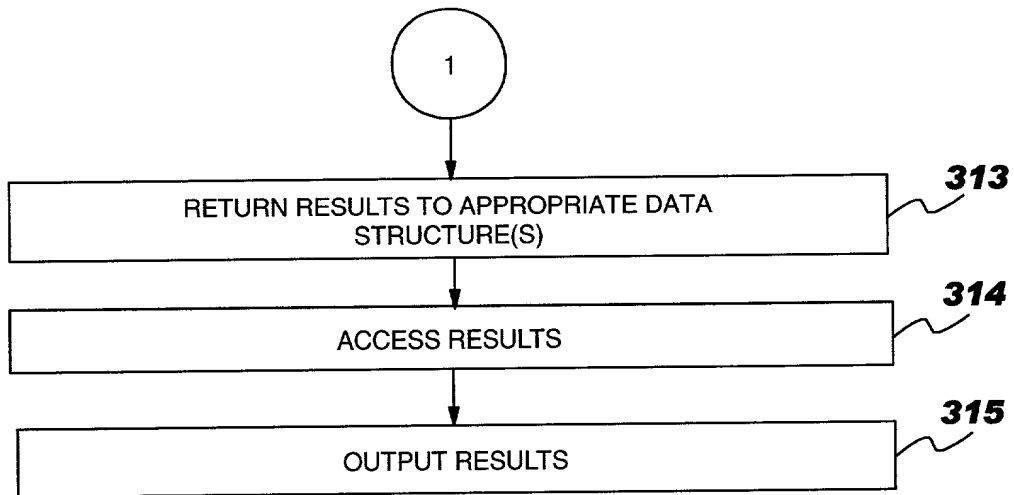 1
313
RETURN RESULTS TO APPROPRIATE DATA
STRUCTURE(S)
314
ACCESS RESULTS
315
OUTPUT RESULTS